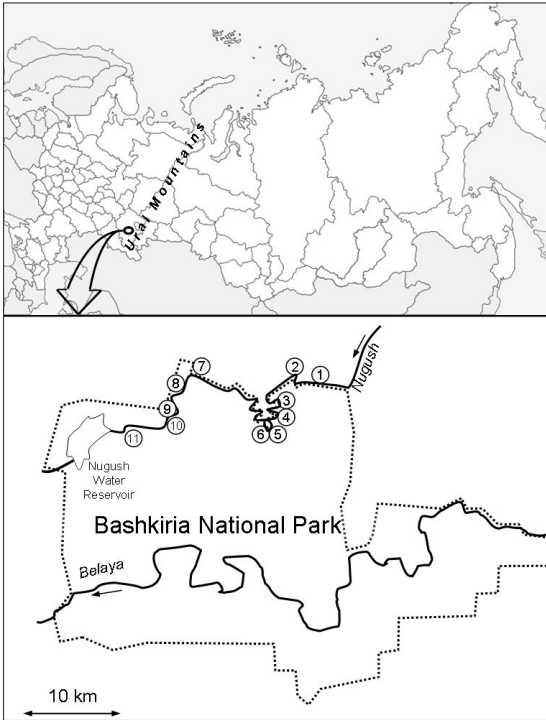 Ural Mountains
Nugush
2
1
7
8
3
4
9
10
6
5
11
Nugush
Water
Reservoir
Bashkiria National Park
Belaya
10 km